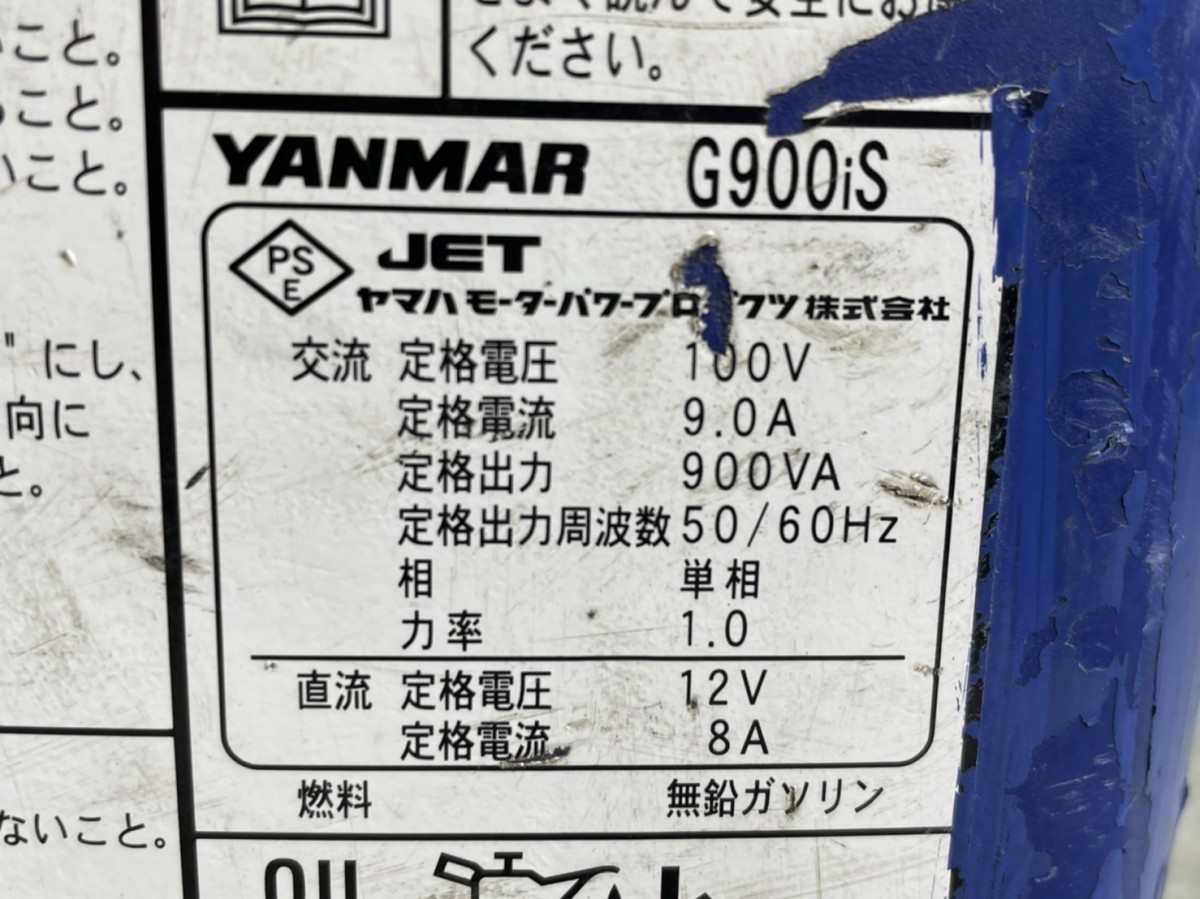 いこと。
こと。
いこと。
" にし、
向に
と。
ないこと。
ください。
YANMAR G900iS
PS
E
JET
ヤマハモーターパワープロダクツ株式会社
交流 定格電圧 100V
定格電流 9.0A
定格出力 900VA
定格出力周波数 50/60Hz
相 単相
力率 1.0
直流 定格電圧 12V
定格電流 8A
燃料 無鉛ガソリン